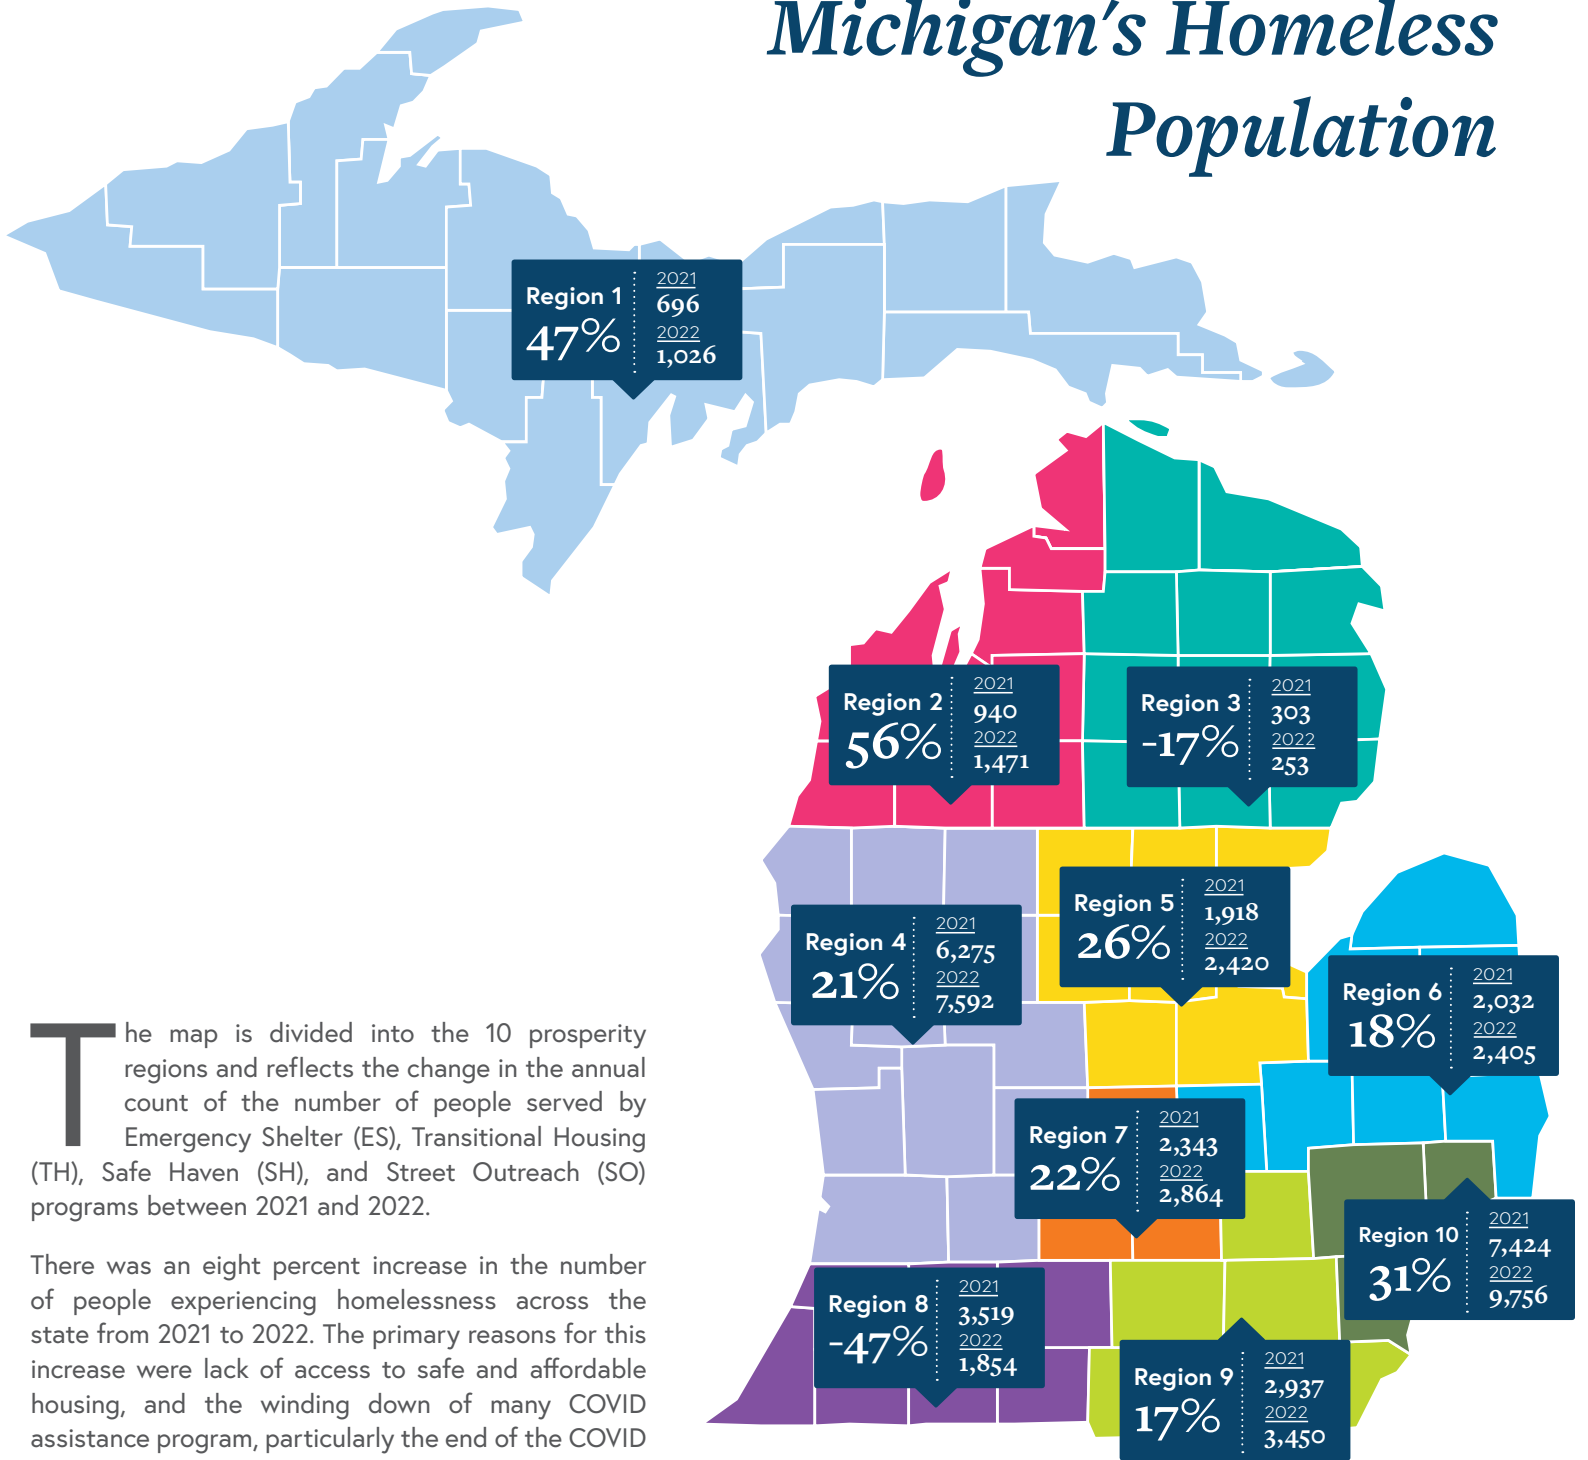 Michigan's Homeless
Population
Region 1
47%
2021
696
2022
1,026
Region 2
56%
2021
940
2022
1,471
Region 3
-17%
2021
303
2022
253
Region 4
21%
2021
6,275
2022
7,592
Region 5
26%
2021
1,918
2022
2,420
Region 6
18%
2021
2,032
2022
2,405
Region 7
22%
2021
2,343
2022
2,864
Region 10
31%
2021
7,424
2022
9,756
Region 8
-47%
2021
3,519
2022
1,854
Region 9
17%
2021
2,937
2022
3,450
The map is divided into the 10 prosperity
regions and reflects the change in the annual
count of the number of people served by
Emergency Shelter (ES), Transitional Housing
(TH), Safe Haven (SH), and Street Outreach (SO)
programs between 2021 and 2022.
There was an eight percent increase in the number
of people experiencing homelessness across the
state from 2021 to 2022. The primary reasons for this
increase were lack of access to safe and affordable
housing, and the winding down of many COVID
assistance program, particularly the end of the COVID